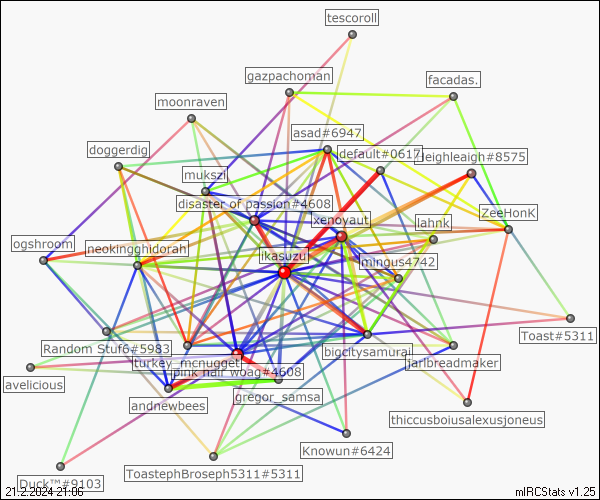 tescoroll
gazpachoman
facadas.
moonraven
asad#6947
doggerdig
default#0617
leighleagh#8575
mukszi
disaster of passion#4608
xenoyaut
lahnk
ZeeHonK
ogshroom
neokingghidorah
ikasuzu
mingus4742
Toast#5311
Random Stuf6#5983
bigcitysamurai
turkey_mcnugget
jarlbreadmaker
pink hair woag#4608
avelicious
andnewbees
gregor_samsa
thiccusboiusalexusjoneus
Knowun#6424
ToastephBroseph5311#5311
Duck™#9103
21.2.2024 21:06
mIRCStats v1.25